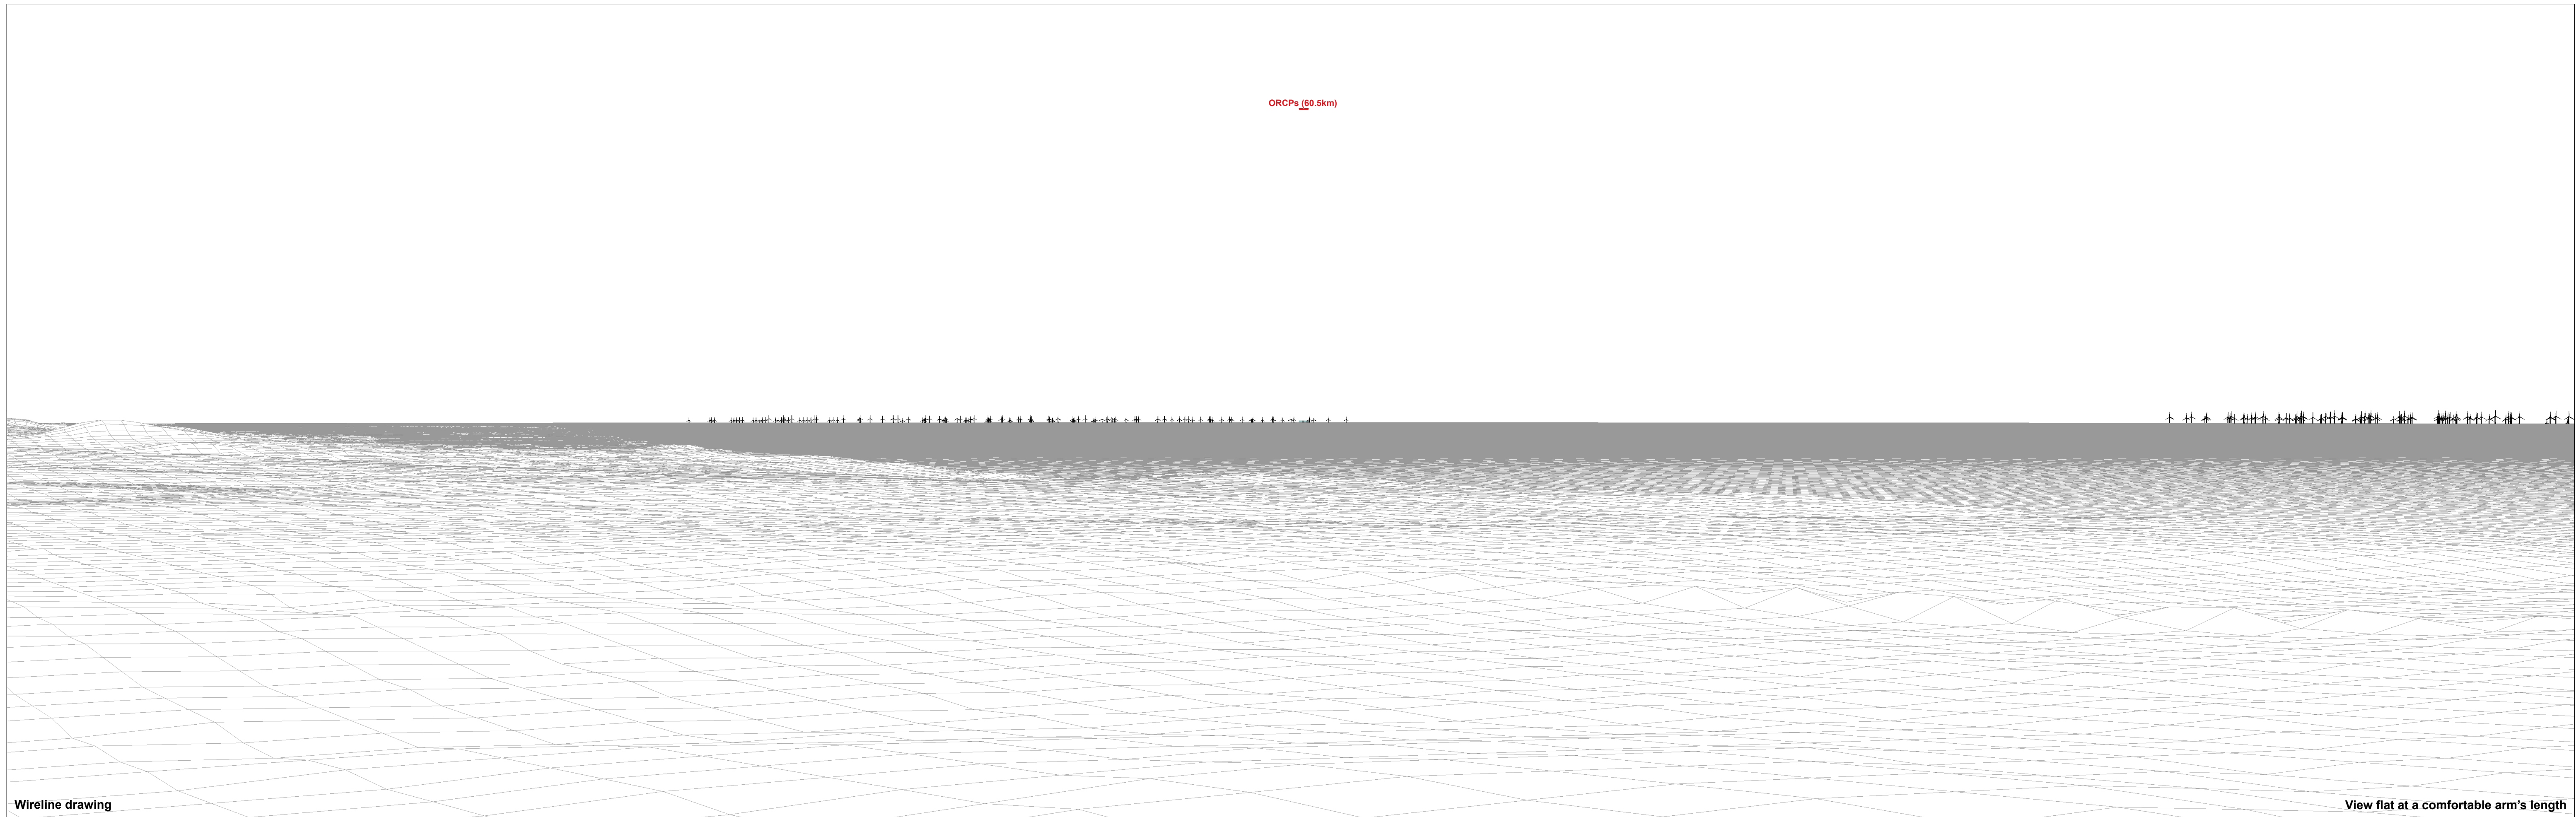 ORCPs (60.5km)
Wireline drawing
View flat at a comfortable arm's length